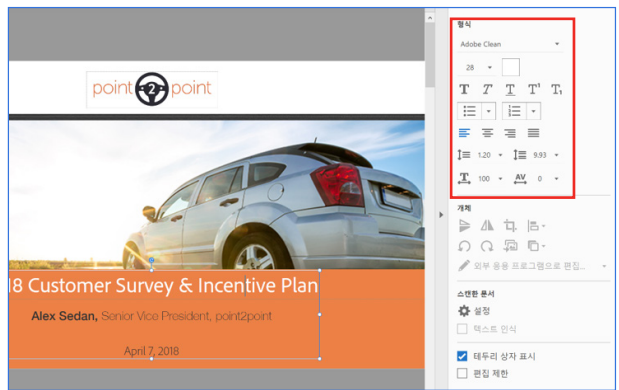 형식
Adobe Clean
28
T T T T¹ T₁
1.20 9.93
T 100 AV 0
point 2 point
개체
외부 응용 프로그램으로 편집...
18 Customer Survey & Incentive Plan
Alex Sedan, Senior Vice President, point2point
April 7, 2018
스캔한 문서
설정
텍스트 인식
테두리 상자 표시
편집 제한